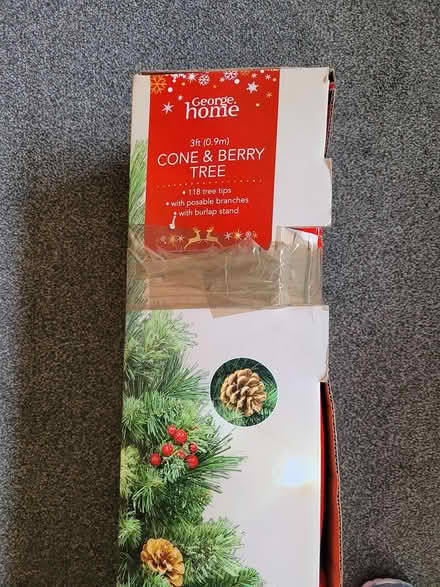 George.
home
3ft (0.9m)
CONE & BERRY
TREE
• 118 tree tips
• with posable branches
• with burlap stand